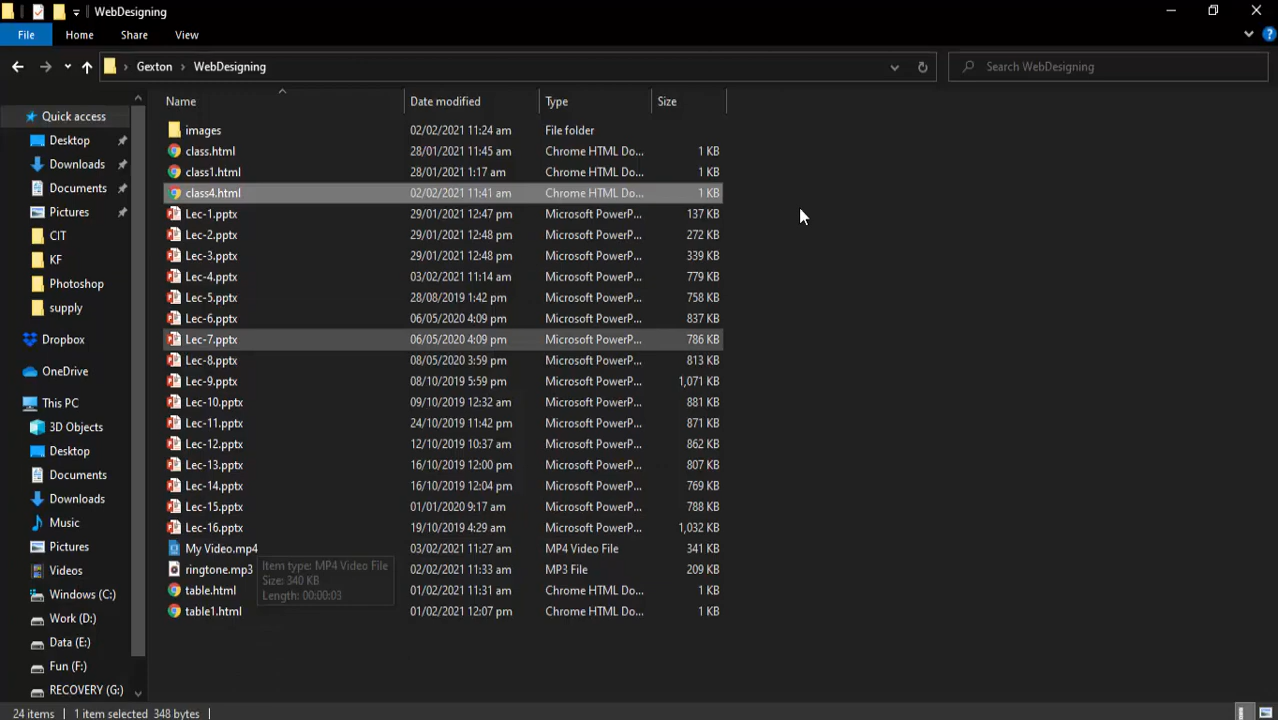 WebDesigning
File Home Share View
Gexton WebDesigning Search WebDesigning
Name Date modified Type Size
Quick access
Desktop
Downloads
Documents
Pictures
CIT
KF
Photoshop
supply
Dropbox
OneDrive
This PC
3D Objects
Desktop
Documents
Downloads
Music
Pictures
Videos
Windows (C:)
Work (D:)
Data (E:)
Fun (F:)
RECOVERY (G:)
images 02/02/2021 11:24 am File folder
class.html 28/01/2021 11:45 am Chrome HTML Do... 1 KB
class1.html 28/01/2021 1:17 am Chrome HTML Do... 1 KB
class4.html 02/02/2021 11:41 am Chrome HTML Do... 1 KB
Lec-1.pptx 29/01/2021 12:47 pm Microsoft PowerP... 137 KB
Lec-2.pptx 29/01/2021 12:48 pm Microsoft PowerP... 272 KB
Lec-3.pptx 29/01/2021 12:48 pm Microsoft PowerP... 339 KB
Lec-4.pptx 03/02/2021 11:14 am Microsoft PowerP... 779 KB
Lec-5.pptx 28/08/2019 1:42 pm Microsoft PowerP... 758 KB
Lec-6.pptx 06/05/2020 4:09 pm Microsoft PowerP... 837 KB
Lec-7.pptx 06/05/2020 4:09 pm Microsoft PowerP... 786 KB
Lec-8.pptx 08/05/2020 3:59 pm Microsoft PowerP... 813 KB
Lec-9.pptx 08/10/2019 5:59 pm Microsoft PowerP... 1,071 KB
Lec-10.pptx 09/10/2019 12:32 am Microsoft PowerP... 881 KB
Lec-11.pptx 24/10/2019 11:42 pm Microsoft PowerP... 871 KB
Lec-12.pptx 12/10/2019 10:37 am Microsoft PowerP... 862 KB
Lec-13.pptx 16/10/2019 12:00 pm Microsoft PowerP... 807 KB
Lec-14.pptx 16/10/2019 12:04 pm Microsoft PowerP... 769 KB
Lec-15.pptx 01/01/2020 9:17 am Microsoft PowerP... 788 KB
Lec-16.pptx 19/10/2019 4:29 am Microsoft PowerP... 1,032 KB
My Video.mp4 03/02/2021 11:27 am MP4 Video File 341 KB
ringtone.mp3 02/02/2021 11:33 am MP3 File 209 KB
table.html 01/02/2021 11:31 am Chrome HTML Do... 1 KB
table1.html 01/02/2021 12:07 pm Chrome HTML Do... 1 KB
Item type: MP4 Video File
Size: 340 KB
Length: 00:00:03
24 items 1 item selected 348 bytes